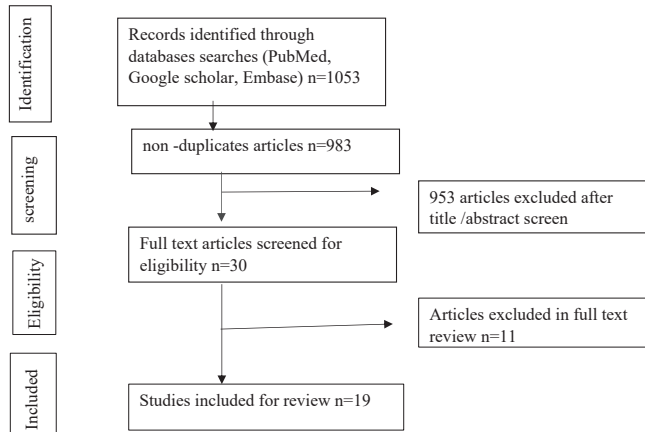 Identification
Records identified through
databases searches (PubMed,
Google scholar, Embase) n=1053
screening
non -duplicates articles n=983
953 articles excluded after
title /abstract screen
Eligibility
Full text articles screened for
eligibility n=30
Articles excluded in full text
review n=11
Included
Studies included for review n=19